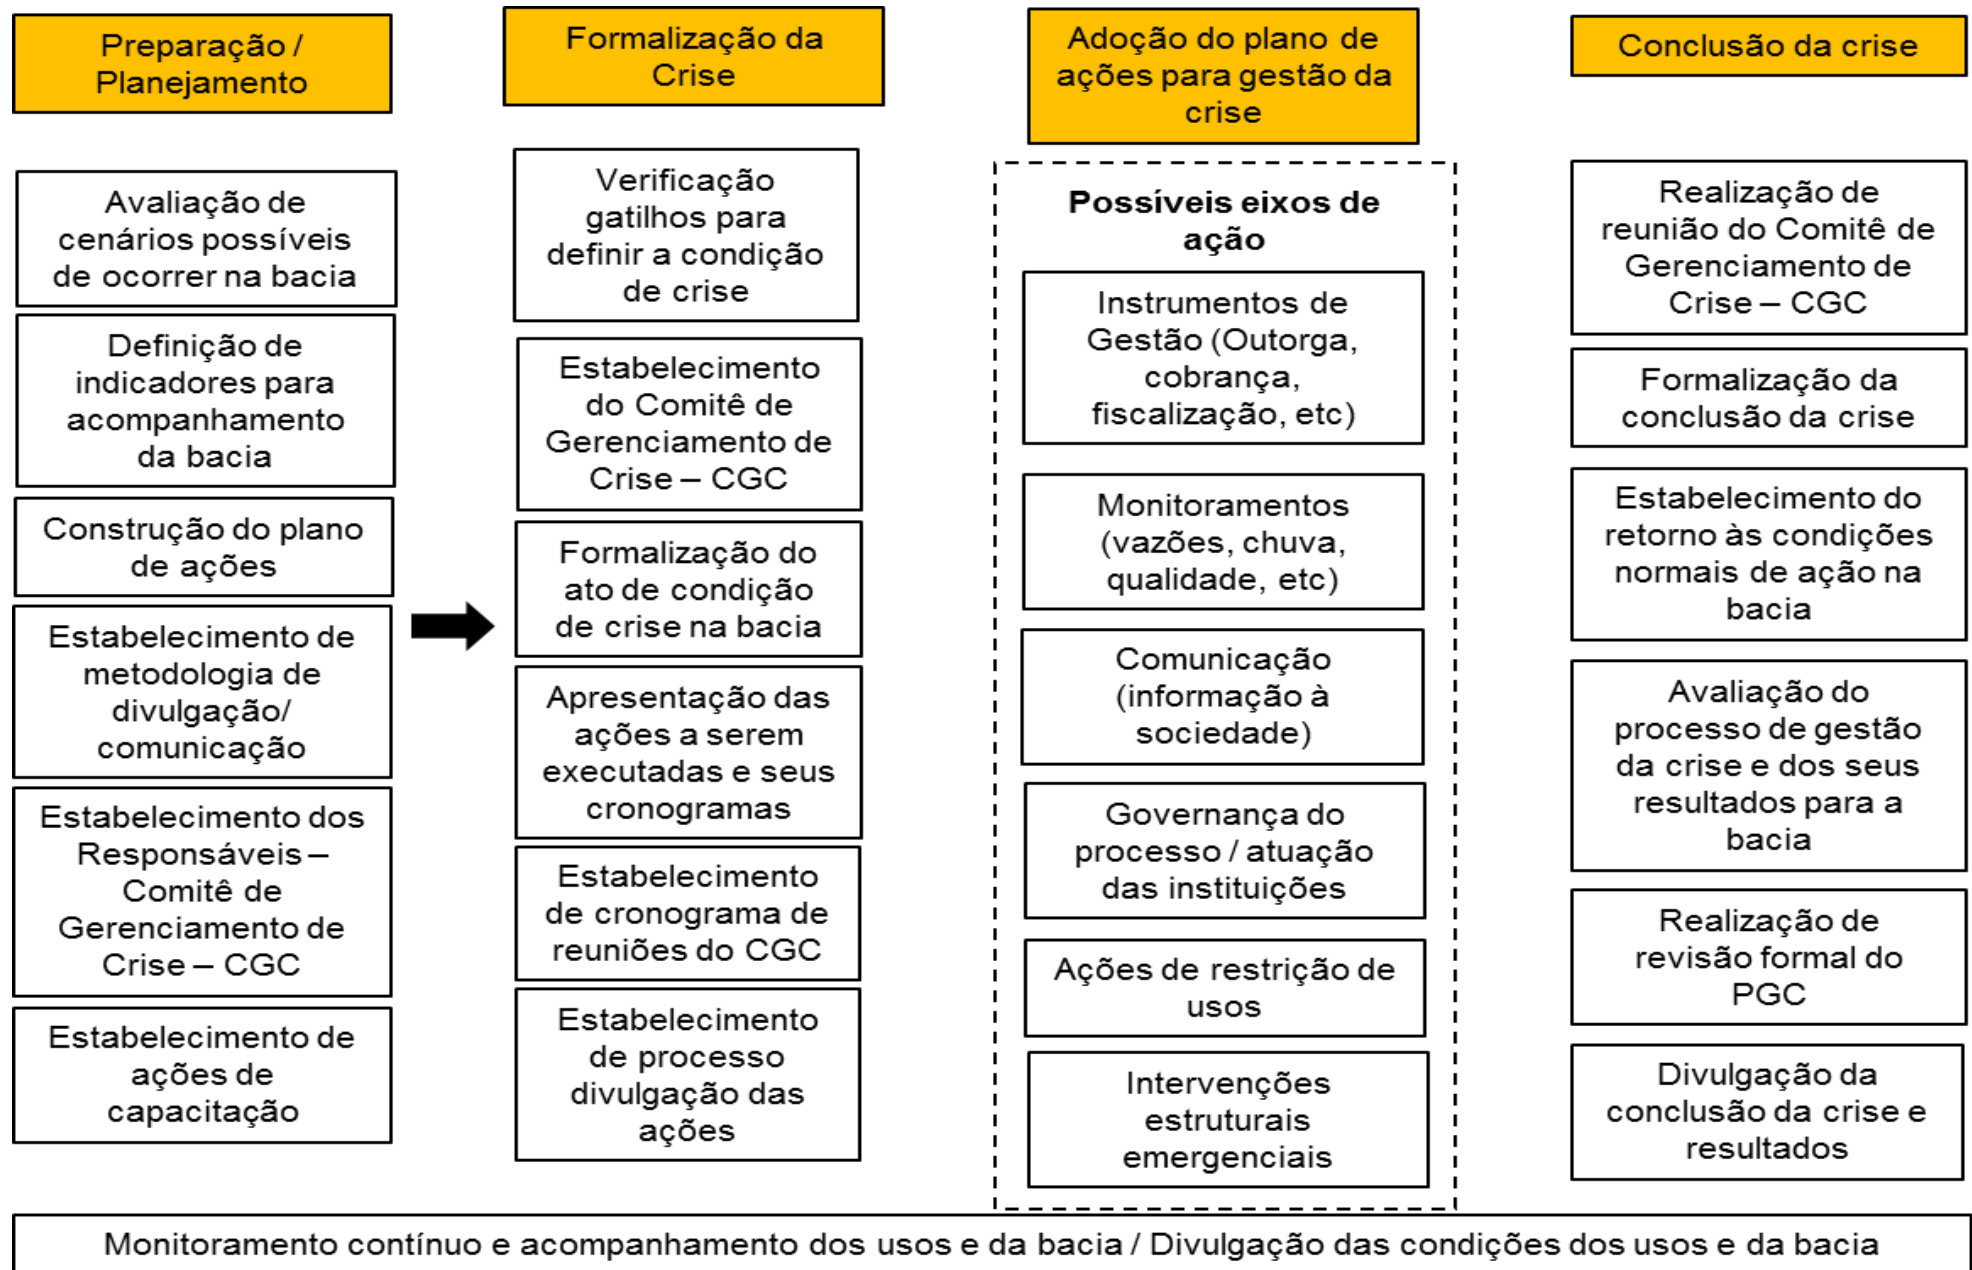 Preparação /
Planejamento
Avaliação de
cenários possíveis
de ocorrer na bacia
Definição de
indicadores para
acompanhamento
da bacia
Construção do plano
de ações
Estabelecimento de
metodologia de
divulgação/
comunicação
Estabelecimento dos
Responsáveis –
Comitê de
Gerenciamento de
Crise – CGC
Estabelecimento de
ações de
capacitação
Formalização da
Crise
Verificação
gatilhos para
definir a condição
de crise
Estabelecimento
do Comitê de
Gerenciamento de
Crise – CGC
Formalização do
ato de condição
de crise na bacia
Apresentação das
ações a serem
executadas e seus
cronogramas
Estabelecimento
de cronograma de
reuniões do CGC
Estabelecimento
de processo
divulgação das
ações
Adoção do plano de
ações para gestão da
crise
Possíveis eixos de
ação
Instrumentos de
Gestão (Outorga,
cobrança,
fiscalização, etc)
Monitoramentos
(vazões, chuva,
qualidade, etc)
Comunicação
(informação à
sociedade)
Governança do
processo / atuação
das instituições
Ações de restrição de
usos
Intervenções
estruturais
emergenciais
Conclusão da crise
Realização de
reunião do Comitê de
Gerenciamento de
Crise – CGC
Formalização da
conclusão da crise
Estabelecimento do
retorno às condições
normais de ação na
bacia
Avaliação do
processo de gestão
da crise e dos seus
resultados para a
bacia
Realização de
revisão formal do
PGC
Divulgação da
conclusão da crise e
resultados
Monitoramento contínuo e acompanhamento dos usos e da bacia / Divulgação das condições dos usos e da bacia